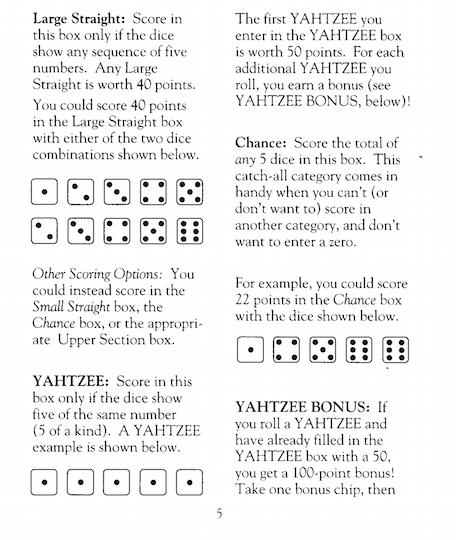 Large Straight: Score in
this box only if the dice
show any sequence of five
numbers. Any Large
Straight is worth 40 points.
You could score 40 points
in the Large Straight box
with either of the two dice
combinations shown below.
Other Scoring Options: You
could instead score in the
Small Straight box, the
Chance box, or the appropri-
ate Upper Section box.
YAHTZEE: Score in this
box only if the dice show
five of the same number
(5 of a kind). A YAHTZEE
example is shown below.
The first YAHTZEE you
enter in the YAHTZEE box
is worth 50 points. For each
additional YAHTZEE you
roll, you earn a bonus (see
YAHTZEE BONUS, below)!
Chance: Score the total of
any 5 dice in this box. This
catch-all category comes in
handy when you can't (or
don't want to) score in
another category, and don't
want to enter a zero.
For example, you could score
22 points in the Chance box
with the dice shown below.
YAHTZEE BONUS: If
you roll a YAHTZEE and
have already filled in the
YAHTZEE box with a 50,
you get a 100-point bonus!
Take one bonus chip, then
5